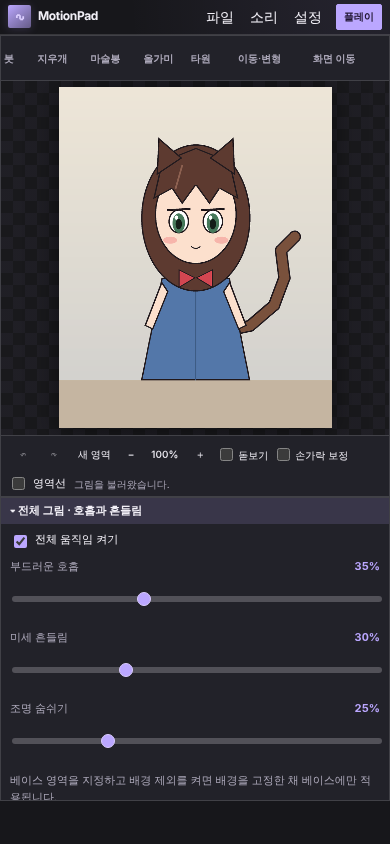 MotionPad 파일 소리 설정 플레이
붓 지우개 마술봉 올가미 타원 이동·변형 화면 이동
새 영역 − 100% + 돋보기 손가락 보정
영역선 그림을 불러왔습니다.
전체 그림 · 호흡과 흔들림
전체 움직임 켜기
부드러운 호흡 35%
미세 흔들림 30%
조명 숨쉬기 25%
베이스 영역을 지정하고 배경 제외를 켜면 배경을 고정한 채 베이스에만 적
용됩니다